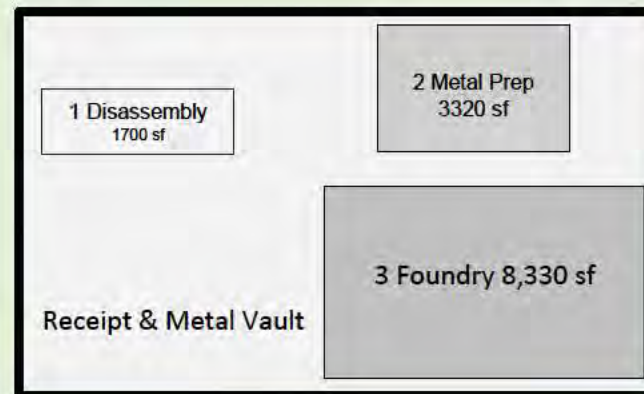 1 Disassembly
1700 sf
2 Metal Prep
3320 sf
3 Foundry 8,330 sf
Receipt & Metal Vault